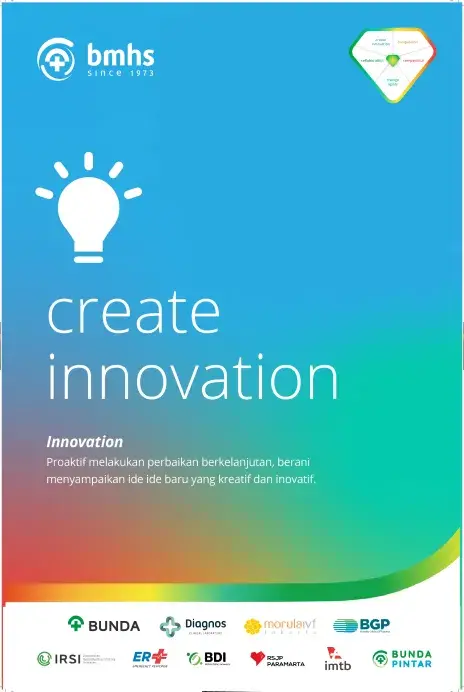 bmhs
since 1973
create
innovation
Innovation
Proaktif melakukan perbaikan berkelanjutan, berani
menyampaikan ide ide baru yang kreatif dan inovatif.
BUNDA
Diagnos
morulaivf
BGP
IRSI
ER
BDI
RSJP
PARAMARTA
imtb
BUNDA
PINTAR